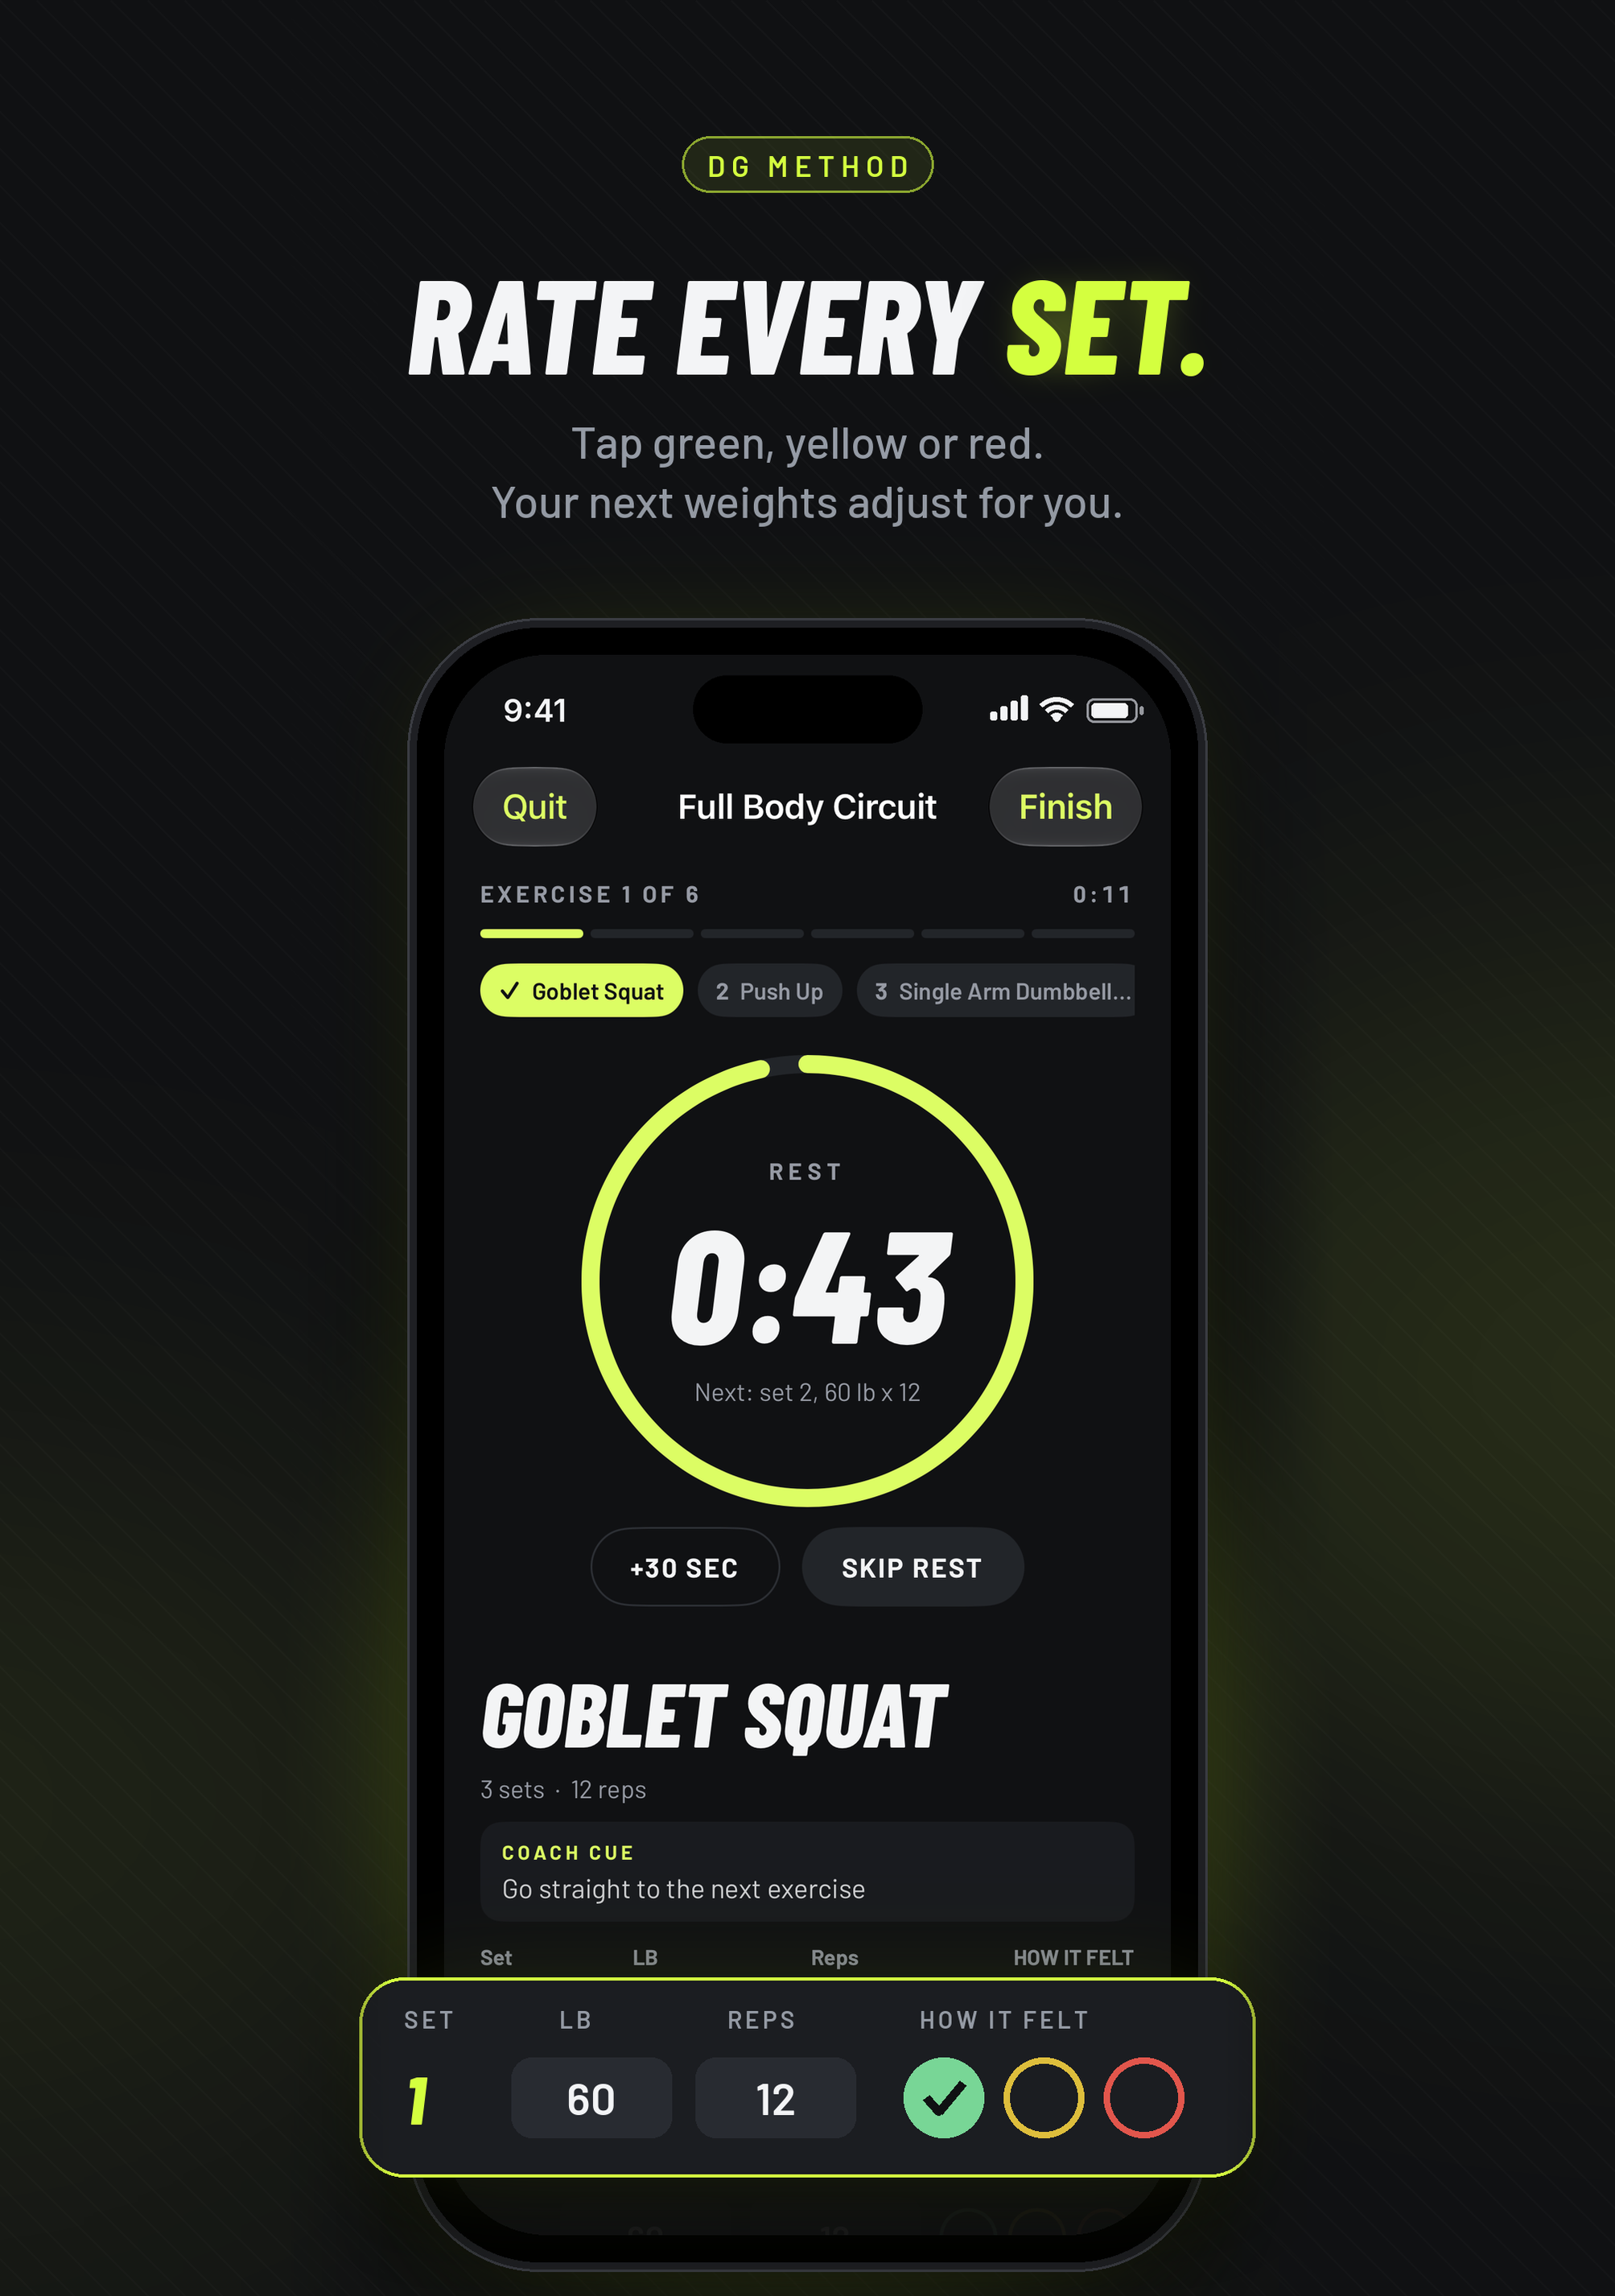 DG METHOD
RATE EVERY SET.
Tap green, yellow or red.
Your next weights adjust for you.
9:41
Quit Full Body Circuit Finish
EXERCISE 1 OF 6 0:11
Goblet Squat 2 Push Up 3 Single Arm Dumbbell...
REST
0:43
Next: set 2, 60 lb x 12
+30 SEC SKIP REST
GOBLET SQUAT
3 sets · 12 reps
COACH CUE
Go straight to the next exercise
Set LB Reps HOW IT FELT
SET LB REPS HOW IT FELT
1 60 12